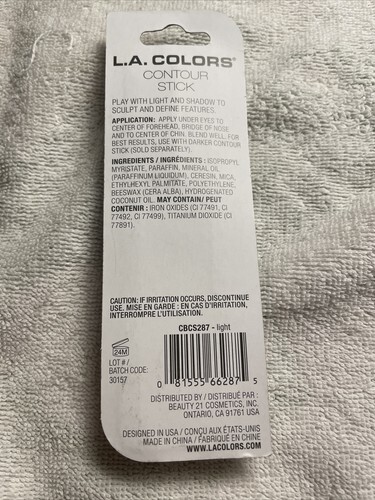 L.A. COLORS®
CONTOUR
STICK
PLAY WITH LIGHT AND SHADOW TO
SCULPT AND DEFINE FEATURES.
APPLICATION: APPLY UNDER EYES TO
CENTER OF FOREHEAD, BRIDGE OF NOSE
AND TO CENTER OF CHIN. BLEND WELL. FOR
BEST RESULTS, USE WITH DARKER CONTOUR
STICK (SOLD SEPARATELY).
INGREDIENTS / INGRÉDIENTS : ISOPROPYL
MYRISTATE, PARAFFIN, MINERAL OIL
(PARAFFINUM LIQUIDUM), CERESIN, MICA,
ETHYLHEXYL PALMITATE, POLYETHYLENE,
BEESWAX (CERA ALBA), HYDROGENATED
COCONUT OIL. MAY CONTAIN/ PEUT
CONTENIR : IRON OXIDES (CI 77491, CI
77492, CI 77499), TITANIUM DIOXIDE (CI
77891).
CAUTION: IF IRRITATION OCCURS, DISCONTINUE
USE. MISE EN GARDE : EN CAS D'IRRITATION,
INTERROMPRE L'UTILISATION.
CBCS287 - light
24M
LOT # /
BATCH CODE:
30157
0 81555 66287 5
DISTRIBUTED BY / DISTRIBUÉ PAR :
BEAUTY 21 COSMETICS, INC.
ONTARIO, CA 91761 USA
DESIGNED IN USA / CONÇU AUX ÉTATS-UNIS
MADE IN CHINA / FABRIQUÉ EN CHINE
WWW.LACOLORS.COM